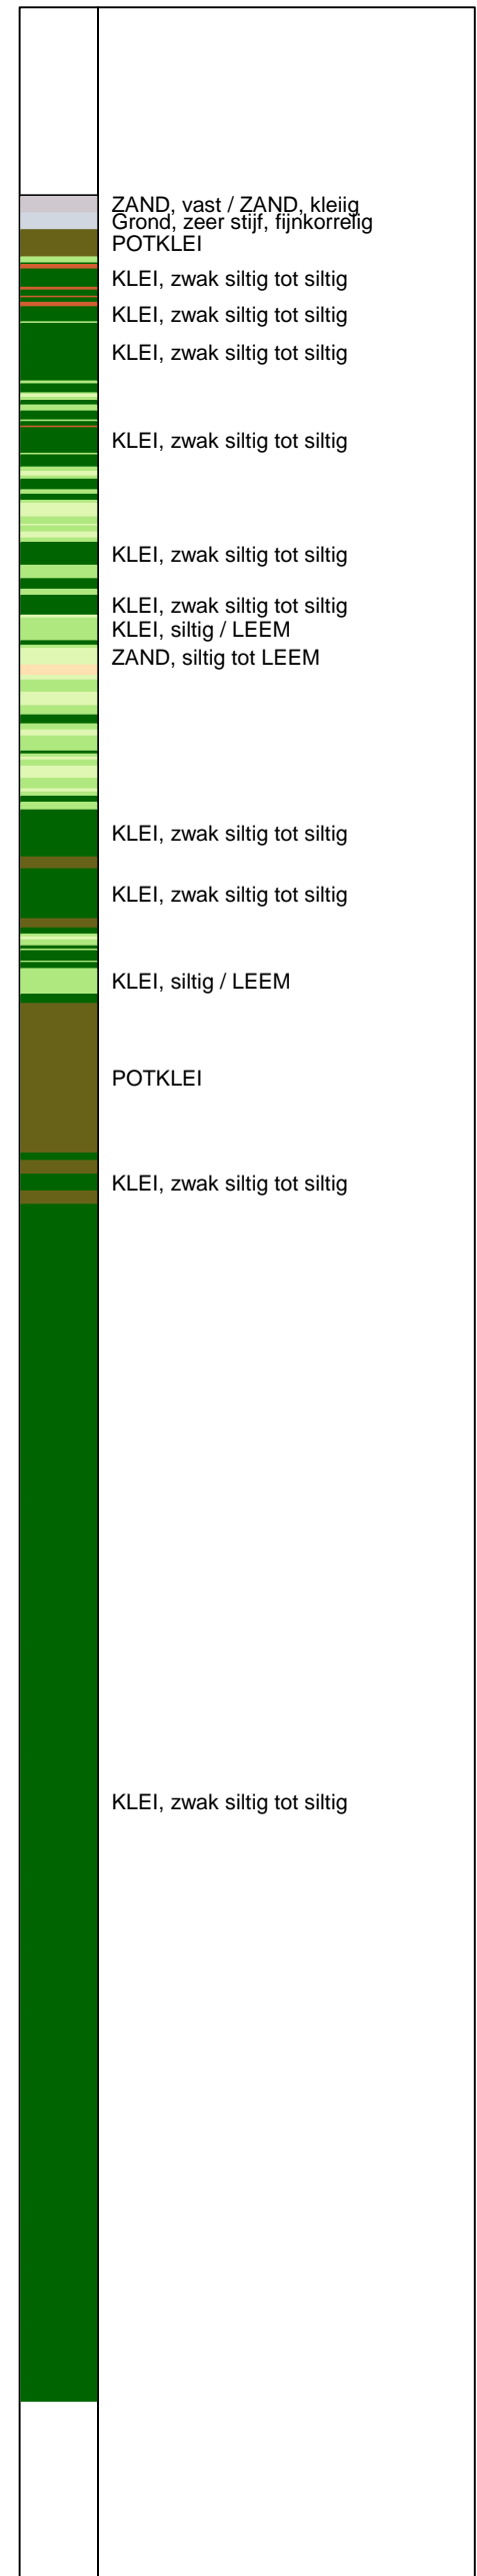 ZAND, vast / ZAND, kleiig
Grond, zeer stijf, fijnkorrelig
POTKLEI
KLEI, zwak siltig tot siltig
KLEI, zwak siltig tot siltig
KLEI, zwak siltig tot siltig
KLEI, zwak siltig tot siltig
KLEI, zwak siltig tot siltig
KLEI, zwak siltig tot siltig
KLEI, siltig / LEEM
ZAND, siltig tot LEEM
KLEI, zwak siltig tot siltig
KLEI, zwak siltig tot siltig
KLEI, siltig / LEEM
POTKLEI
KLEI, zwak siltig tot siltig
KLEI, zwak siltig tot siltig